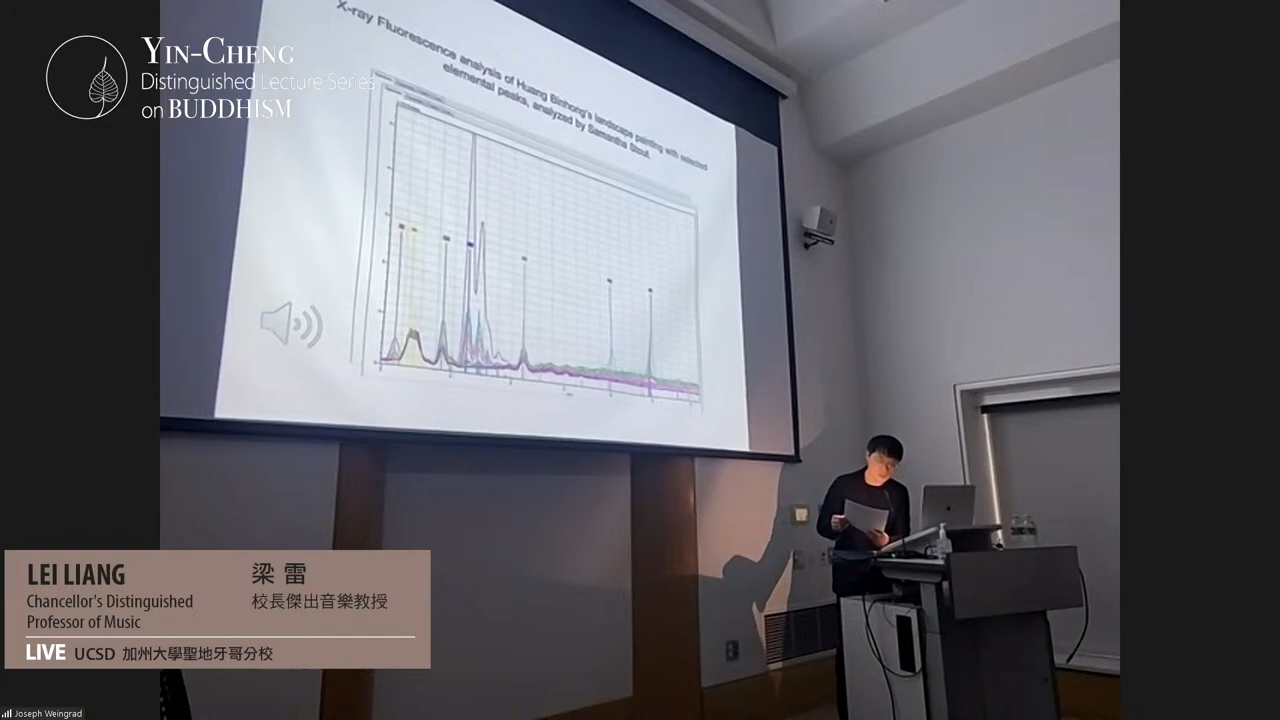 YIN-CHENG
Distinguished Lecture Series
on BUDDHISM
X-ray Fluorescence analysis of Huang Binhong's landscape painting with selected
elemental peaks, analyzed by Samantha Stout.
LEI LIANG
梁 雷
Chancellor's Distinguished
Professor of Music
校長傑出音樂教授
LIVE UCSD 加州大學聖地牙哥分校
Joseph Weingrad